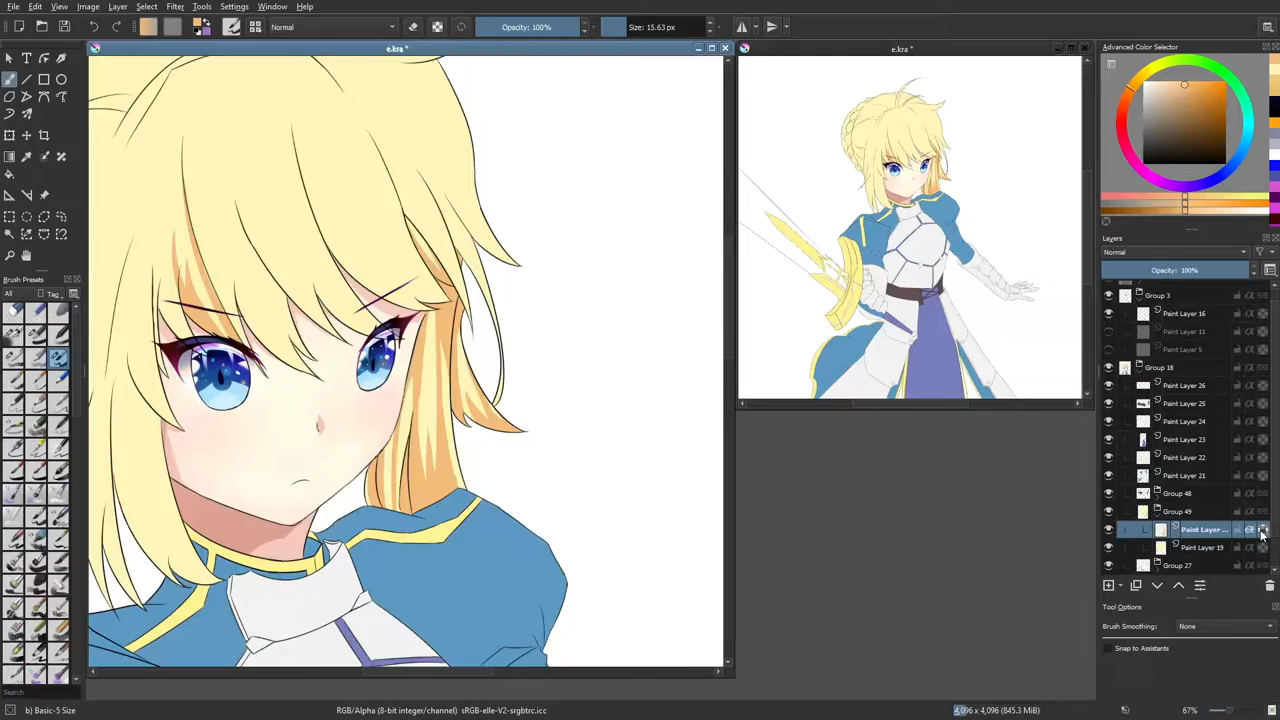 File Edit View Image Layer Select Filter Tools Settings Window Help
Normal
Opacity: 100%
Size: 15.63 px
e.kra *
e.kra *
Advanced Color Selector
Layers
Normal
Opacity: 100%
Group 3
Paint Layer 16
Paint Layer 11
Paint Layer 5
Group 18
Paint Layer 26
Paint Layer 25
Paint Layer 24
Paint Layer 23
Paint Layer 22
Paint Layer 21
Group 48
Group 49
Paint Layer ...
Paint Layer 19
Group 27
Tool Options
Brush Smoothing: None
Snap to Assistants
Brush Presets
All Tag
Search
b) Basic-5 Size
RGB/Alpha (8-bit integer/channel) sRGB-elle-V2-srgbtrc.icc
4,096 x 4,096 (845.3 MiB)
67%